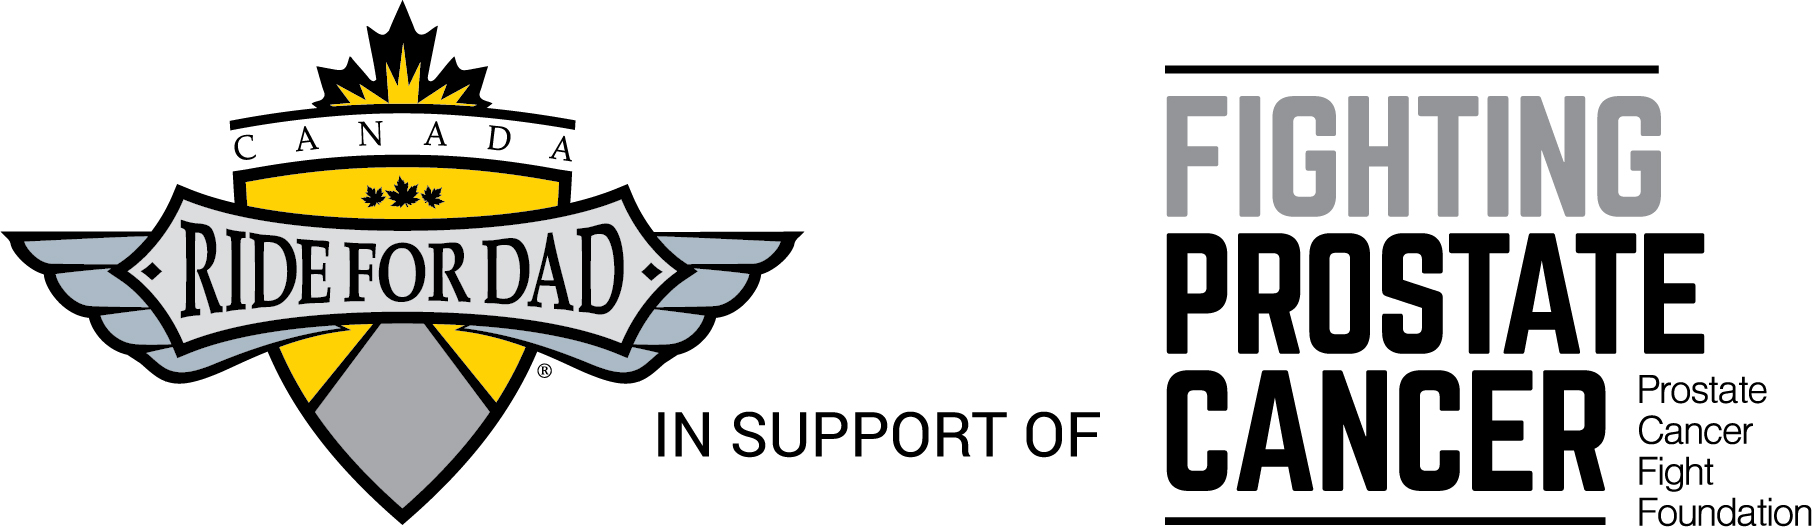 CANADA
RIDE FOR DAD
®
IN SUPPORT OF
FIGHTING
PROSTATE
CANCER
Prostate
Cancer
Fight
Foundation